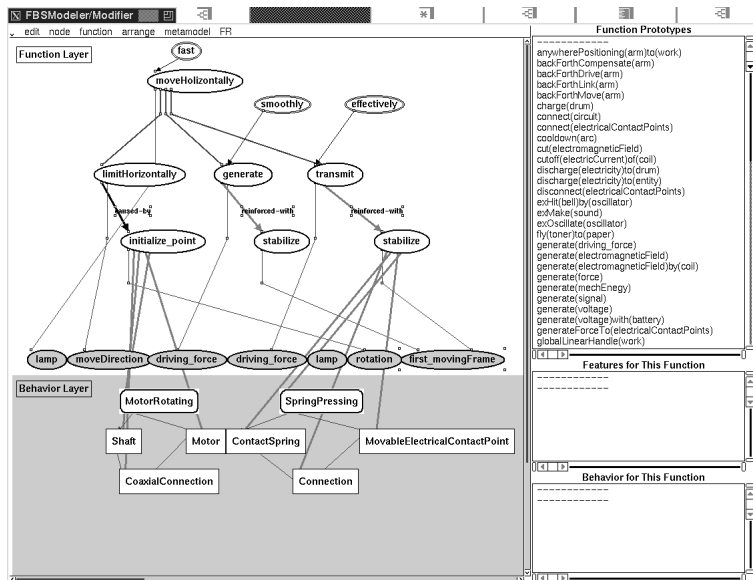 FBSModeler/Modifier
edit node function arrange metamodel FR
Function Layer
fast
moveHolizontally
smoothly
effectively
limitHorizontally
generate
transmit
caused-by
reinforced-with
reinforced-with
initialize_point
stabilize
stabilize
lamp
moveDirection
driving_force
driving_force
lamp
rotation
first_movingFrame
Behavior Layer
MotorRotating
SpringPressing
Shaft
Motor
ContactSpring
MovableElectricalContactPoint
CoaxialConnection
Connection
Function Prototypes
anywherePositioning(arm)to(work)
backForthCompensate(arm)
backForthDrive(arm)
backForthLink(arm)
backForthMove(arm)
charge(drum)
connect(circuit)
connect(electricalContactPoints)
cooldown(arc)
cut(electromagneticField)
cutoff(electricCurrent)of(coil)
discharge(electricity)to(drum)
discharge(electricity)to(entity)
disconnect(electricalContactPoints)
exHit(bell)by(oscillator)
exMake(sound)
exOscillate(oscillator)
fly(toner)to(paper)
generate(driving_force)
generate(electromagneticField)
generate(electromagneticField)by(coil)
generate(force)
generate(mechEnegy)
generate(signal)
generate(voltage)
generate(voltage)with(battery)
generateForceTo(electricalContactPoints)
globalLinearHandle(work)
Features for This Function
Behavior for This Function